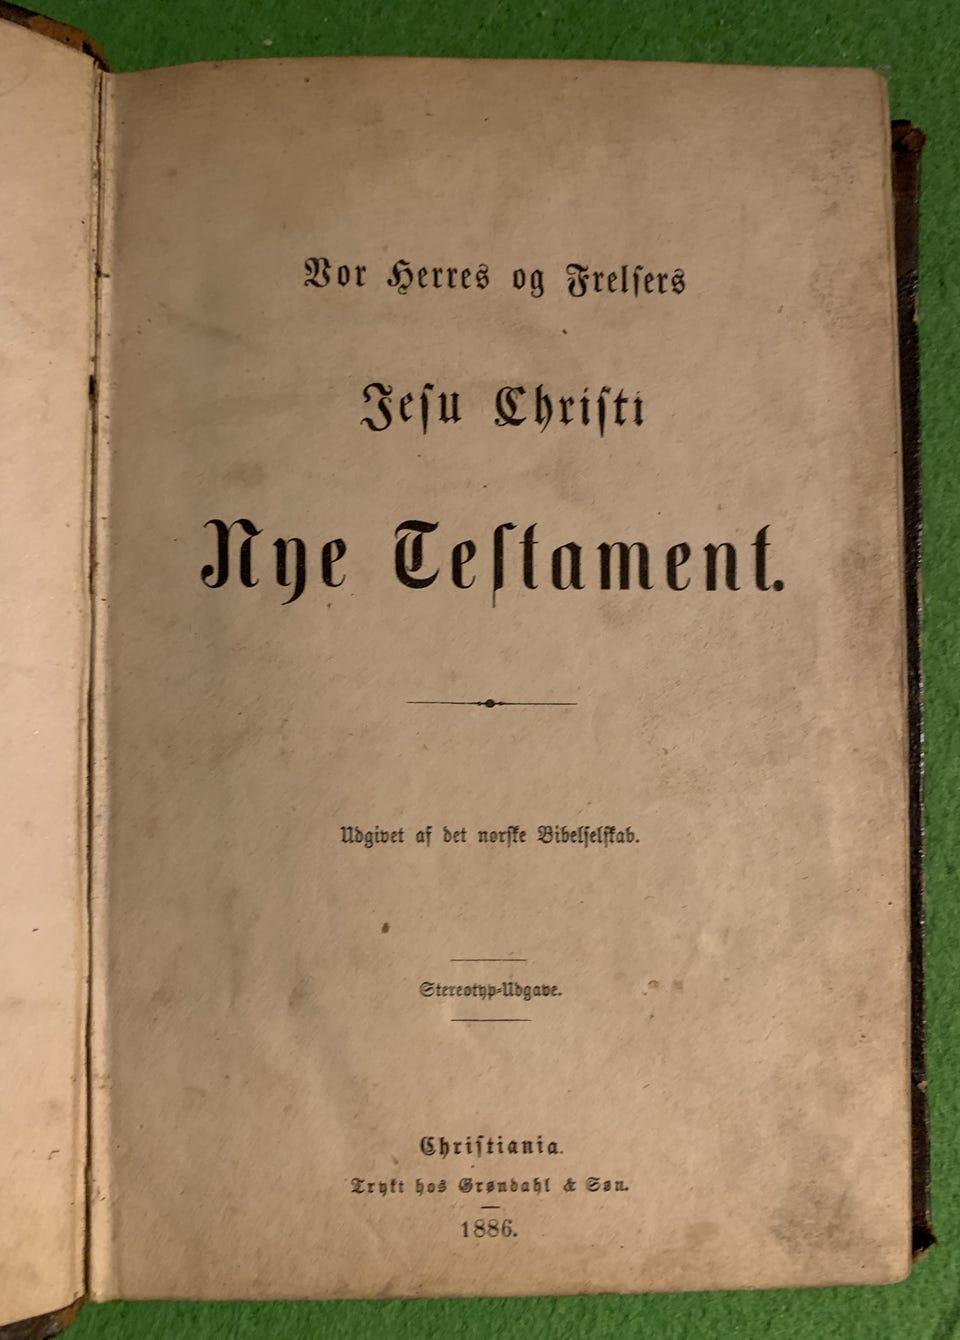 Vor Herres og Frelsers
Jesu Christi
Nye Testament.
Udgivet af det norske Bibelselskab.
Stereotyp-Udgave.
Christiania.
Trykt hos Grøndahl & Søn.
1886.